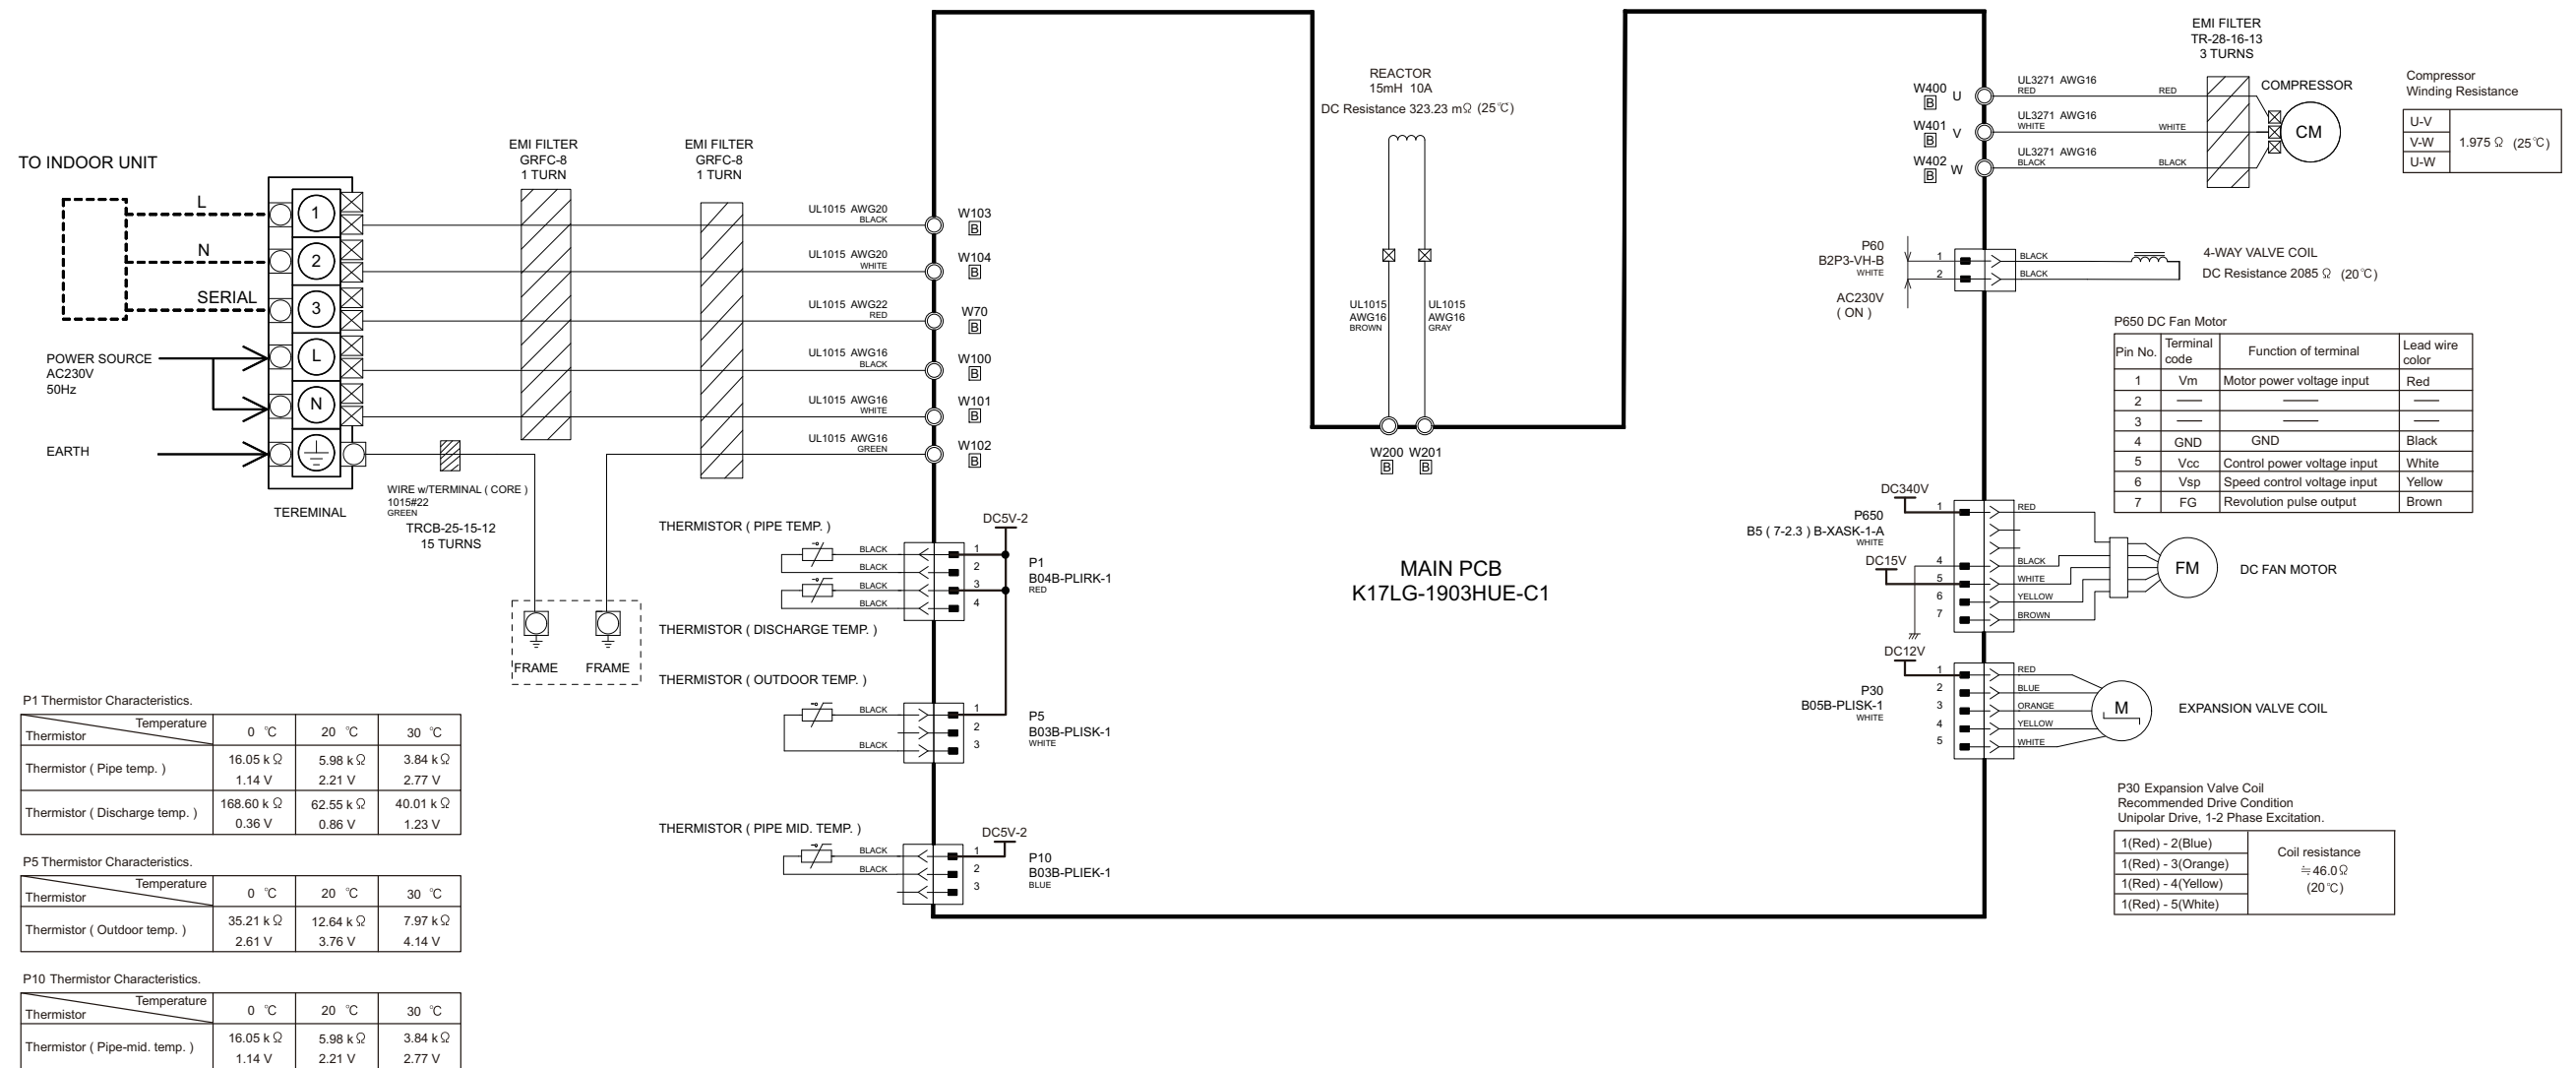 TO INDOOR UNIT
L
N
SERIAL
POWER SOURCE
AC230V
50Hz
EARTH
1
2
3
L
N
TEREMINAL
EMI FILTER
GRFC-8
1 TURN
EMI FILTER
GRFC-8
1 TURN
UL1015 AWG20
BLACK
W103
B
UL1015 AWG20
WHITE
W104
B
UL1015 AWG22
RED
W70
B
UL1015 AWG16
BLACK
W100
B
UL1015 AWG16
WHITE
W101
B
UL1015 AWG16
GREEN
W102
B
WIRE w/TERMINAL ( CORE )
1015#22
GREEN
TRCB-25-15-12
15 TURNS
FRAME
FRAME
THERMISTOR ( PIPE TEMP. )
BLACK
BLACK
BLACK
BLACK
THERMISTOR ( DISCHARGE TEMP. )
DC5V-2
1
2
3
4
P1
B04B-PLIRK-1
RED
THERMISTOR ( OUTDOOR TEMP. )
BLACK
BLACK
1
2
3
P5
B03B-PLISK-1
WHITE
THERMISTOR ( PIPE MID. TEMP. )
BLACK
BLACK
DC5V-2
1
2
3
P10
B03B-PLIEK-1
BLUE
REACTOR
15mH 10A
DC Resistance 323.23 mΩ (25℃)
UL1015
AWG16
BROWN
UL1015
AWG16
GRAY
W200
B
W201
B
MAIN PCB
K17LG-1903HUE-C1
EMI FILTER
TR-28-16-13
3 TURNS
W400
B
U
UL3271 AWG16
RED
RED
W401
B
V
UL3271 AWG16
WHITE
WHITE
W402
B
W
UL3271 AWG16
BLACK
BLACK
COMPRESSOR
CM
Compressor
Winding Resistance
U-V
V-W
U-W
1.975 Ω (25℃)
P60
B2P3-VH-B
WHITE
AC230V
( ON )
1
2
BLACK
BLACK
4-WAY VALVE COIL
DC Resistance 2085 Ω (20℃)
P650 DC Fan Motor
Pin No. Terminal code Function of terminal Lead wire color
1 Vm Motor power voltage input Red
2 — — —
3 — — —
4 GND GND Black
5 Vcc Control power voltage input White
6 Vsp Speed control voltage input Yellow
7 FG Revolution pulse output Brown
DC340V
P650
B5 ( 7-2.3 ) B-XASK-1-A
WHITE
DC15V
1
4
5
6
7
RED
BLACK
WHITE
YELLOW
BROWN
FM
DC FAN MOTOR
DC12V
P30
B05B-PLISK-1
WHITE
1
2
3
4
5
RED
BLUE
ORANGE
YELLOW
WHITE
M
EXPANSION VALVE COIL
P30 Expansion Valve Coil
Recommended Drive Condition
Unipolar Drive, 1-2 Phase Excitation.
1(Red) - 2(Blue)
1(Red) - 3(Orange)
1(Red) - 4(Yellow)
1(Red) - 5(White)
Coil resistance
≒46.0Ω
(20℃)
P1 Thermistor Characteristics.
Temperature
Thermistor 0 ℃ 20 ℃ 30 ℃
Thermistor ( Pipe temp. ) 16.05 k Ω 5.98 k Ω 3.84 k Ω
1.14 V 2.21 V 2.77 V
Thermistor ( Discharge temp. ) 168.60 k Ω 62.55 k Ω 40.01 k Ω
0.36 V 0.86 V 1.23 V
P5 Thermistor Characteristics.
Temperature
Thermistor 0 ℃ 20 ℃ 30 ℃
Thermistor ( Outdoor temp. ) 35.21 k Ω 12.64 k Ω 7.97 k Ω
2.61 V 3.76 V 4.14 V
P10 Thermistor Characteristics.
Temperature
Thermistor 0 ℃ 20 ℃ 30 ℃
Thermistor ( Pipe-mid. temp. ) 16.05 k Ω 5.98 k Ω 3.84 k Ω
1.14 V 2.21 V 2.77 V